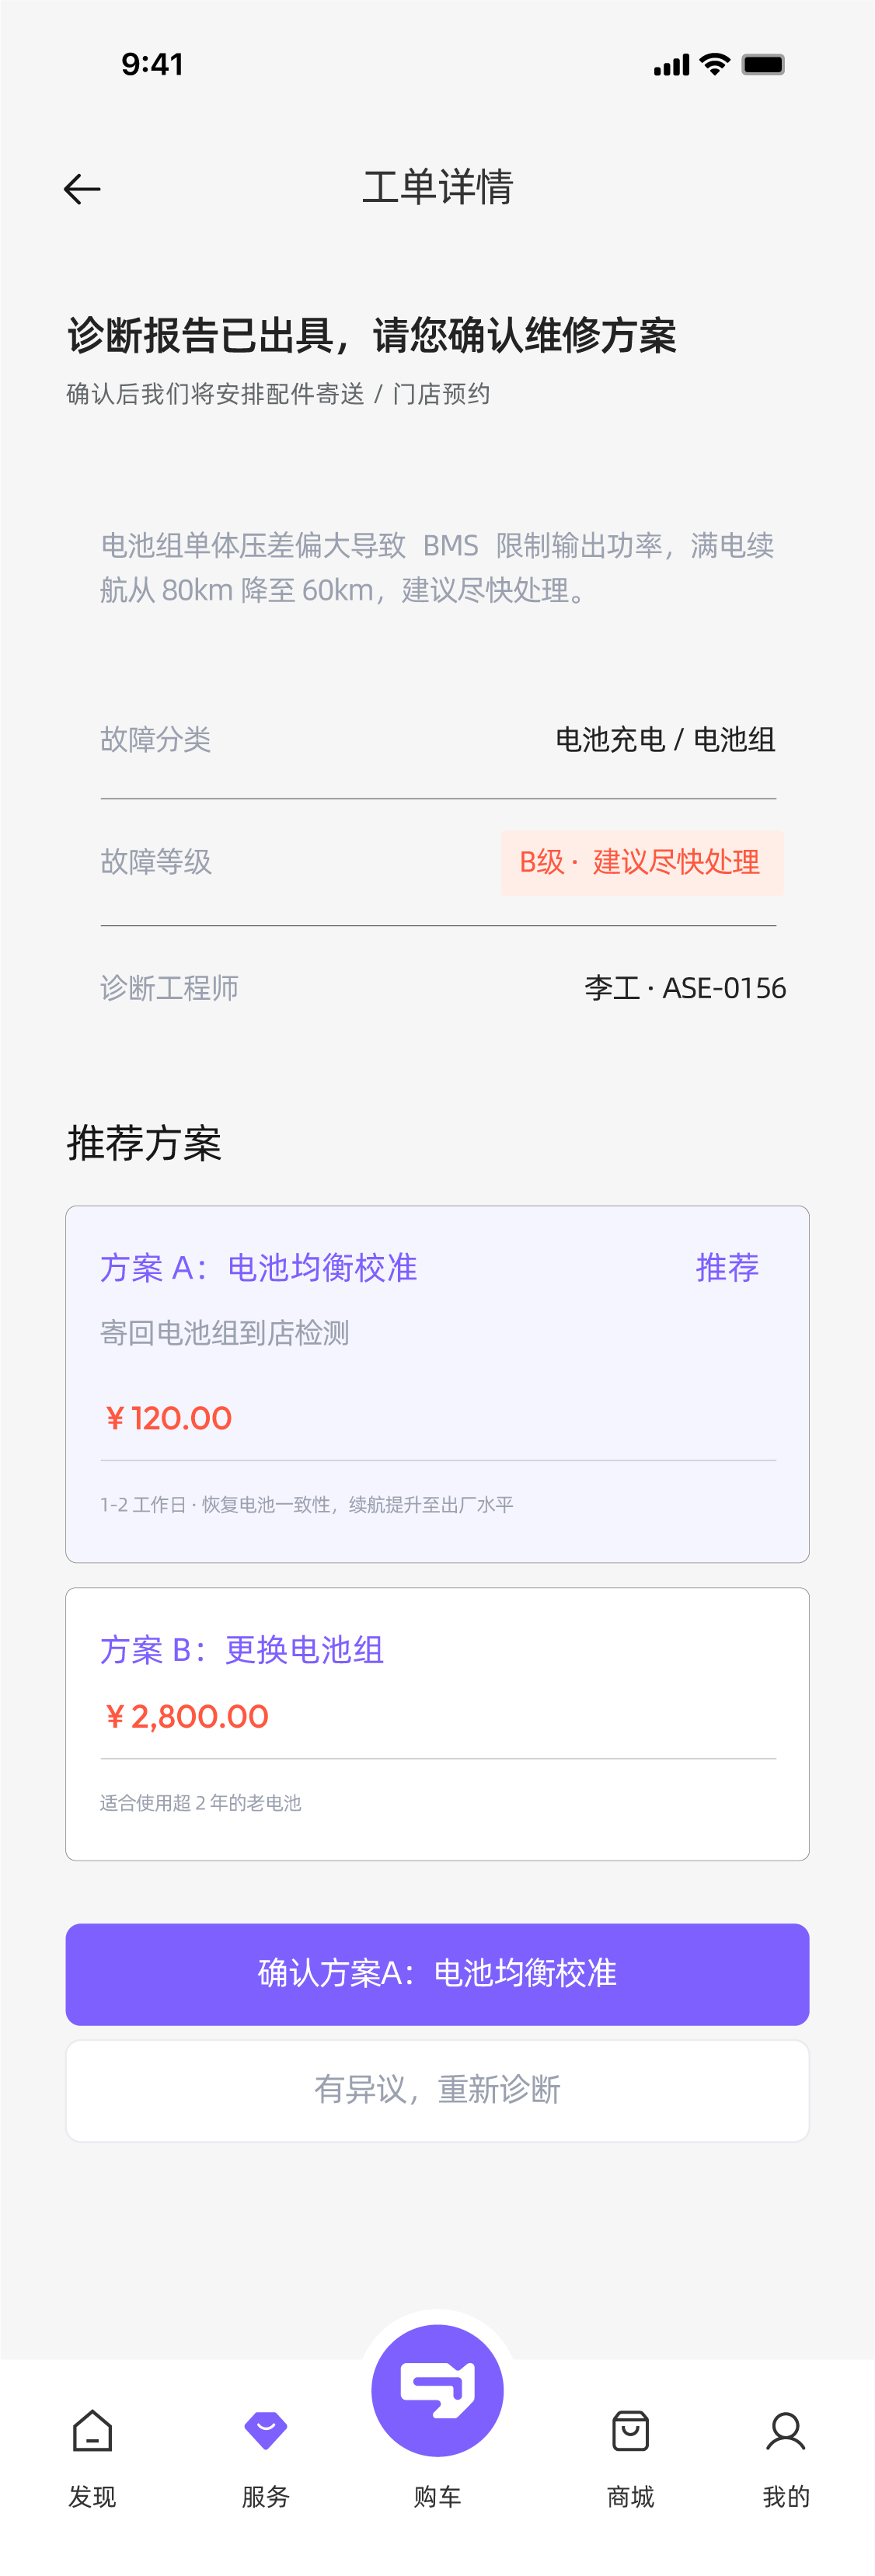 9:41
工单详情
诊断报告已出具，请您确认维修方案
确认后我们将安排配件寄送 / 门店预约
电池组单体压差偏大导致 BMS 限制输出功率，满电续
航从 80km 降至 60km，建议尽快处理。
故障分类
电池充电 / 电池组
故障等级
B级 · 建议尽快处理
诊断工程师
李工 · ASE-0156
推荐方案
方案 A：电池均衡校准
推荐
寄回电池组到店检测
¥ 120.00
1-2 工作日 · 恢复电池一致性，续航提升至出厂水平
方案 B：更换电池组
¥ 2,800.00
适合使用超 2 年的老电池
确认方案A：电池均衡校准
有异议，重新诊断
发现
服务
购车
商城
我的